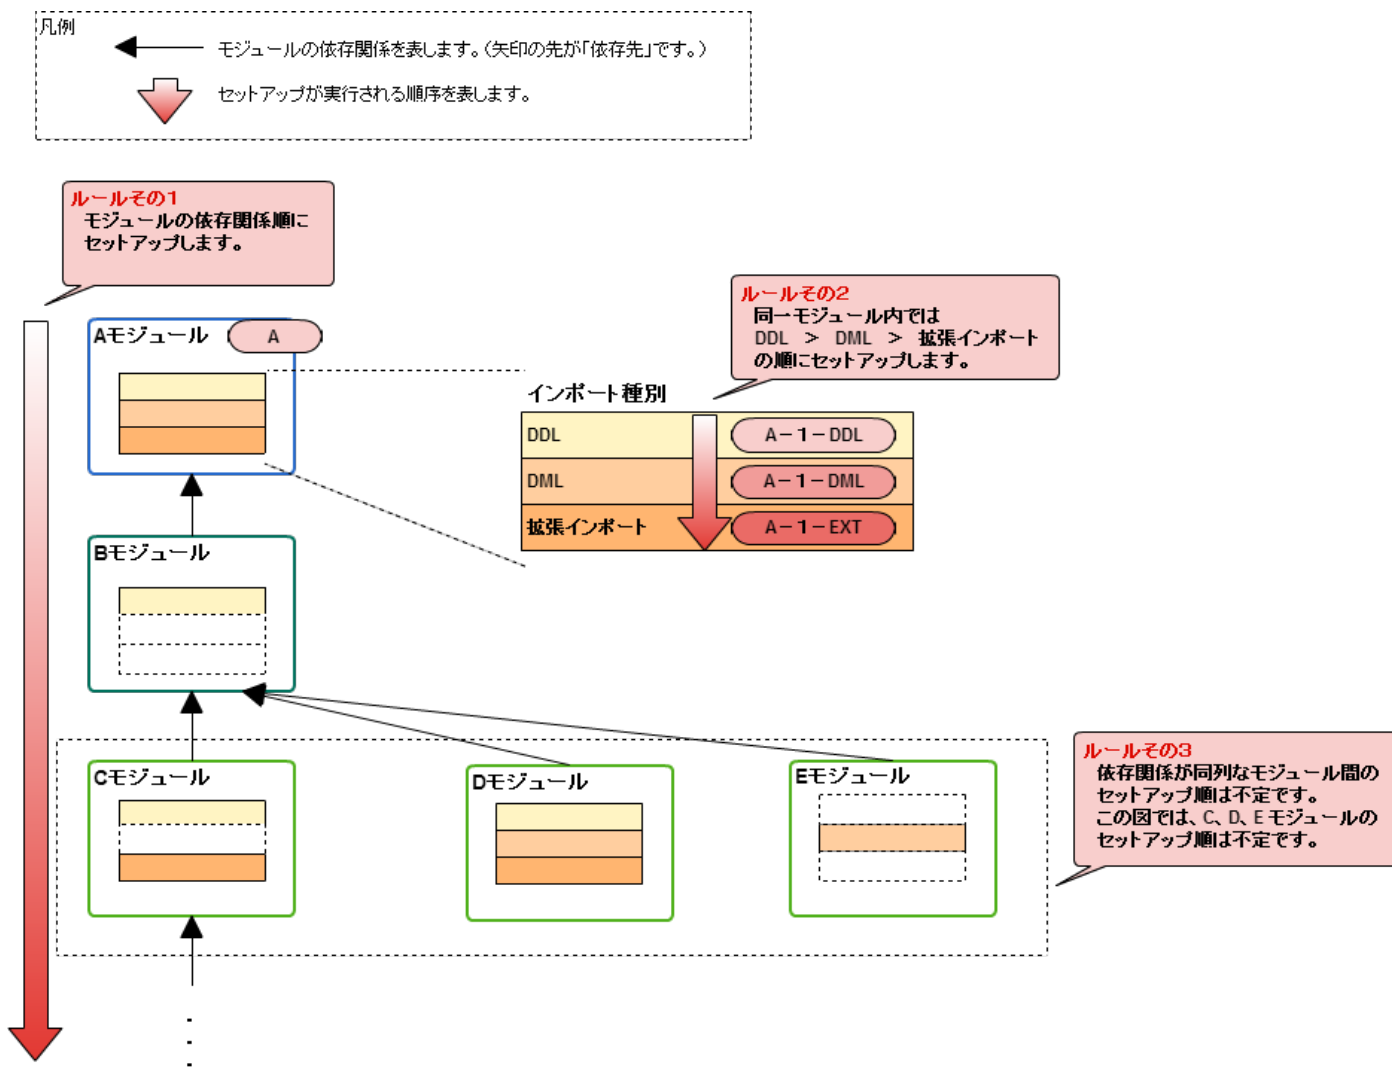 凡例
モジュールの依存関係を表します。(矢印の先が「依存先」です。)
セットアップが実行される順序を表します。
ルールその1
モジュールの依存関係順に
セットアップします。
ルールその2
同一モジュール内では
DDL > DML > 拡張インポート
の順にセットアップします。
Aモジュール
A
インポート種別
DDL
A-1-DDL
DML
A-1-DML
拡張インポート
A-1-EXT
Bモジュール
Cモジュール
Dモジュール
Eモジュール
ルールその3
依存関係が同列なモジュール間の
セットアップ順は不定です。
この図では、C、D、Eモジュールの
セットアップ順は不定です。